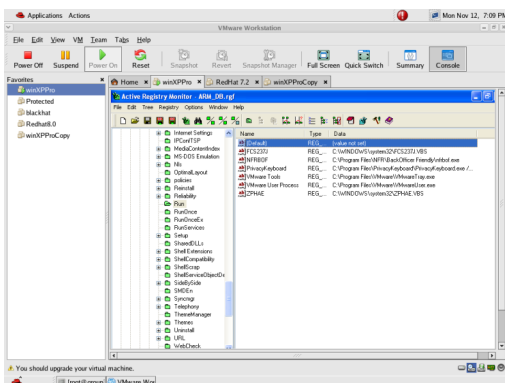 Applications Actions
Mon Nov 12, 7:09 PM
VMware Workstation
File Edit View VM Team Tabs Help
Power Off Suspend Power On Reset Snapshot Revert Snapshot Manager Full Screen Quick Switch Summary Console
Favorites
winXPPro
Protected
blackhat
Redhat8.0
winXPProCopy
Home winXPPro RedHat 7.2 winXPProCopy
Active Registry Monitor - ARM_DB.rgf
File Edit Tree Registry Options Window Help
Internet Settings
IPConfTSP
MediaContentIndex
MS-DOS Emulation
Nls
OptimalLayout
policies
Reinstall
Reliability
Run
RunOnce
RunOnceEx
RunServices
Setup
SharedDLLs
Shell Extensions
ShellCompatibility
ShellScrap
ShellServiceObjectDe
SideBySide
SMDEn
Syncmgr
Telephony
ThemeManager
Themes
Uninstall
URL
WebCheck
Name Type Data
(Default) REG_... (value not set)
FCS237J REG_... C:\WINDOWS\system32\FCS237J.VBS
NFRBOF REG_... C:\Program Files\NFR\BackOfficer Friendly\nfrbof.exe
PrivacyKeyboard REG_... C:\Program Files\PrivacyKeyboard\PrivacyKeyboard.exe /...
VMware Tools REG_... C:\Program Files\VMware\VMwareTray.exe
VMware User Process REG_... C:\Program Files\VMware\VMwareUser.exe
ZPHAE REG_... C:\WINDOWS\system32\ZPHAE.VBS
You should upgrade your virtual machine.
VMware Wor